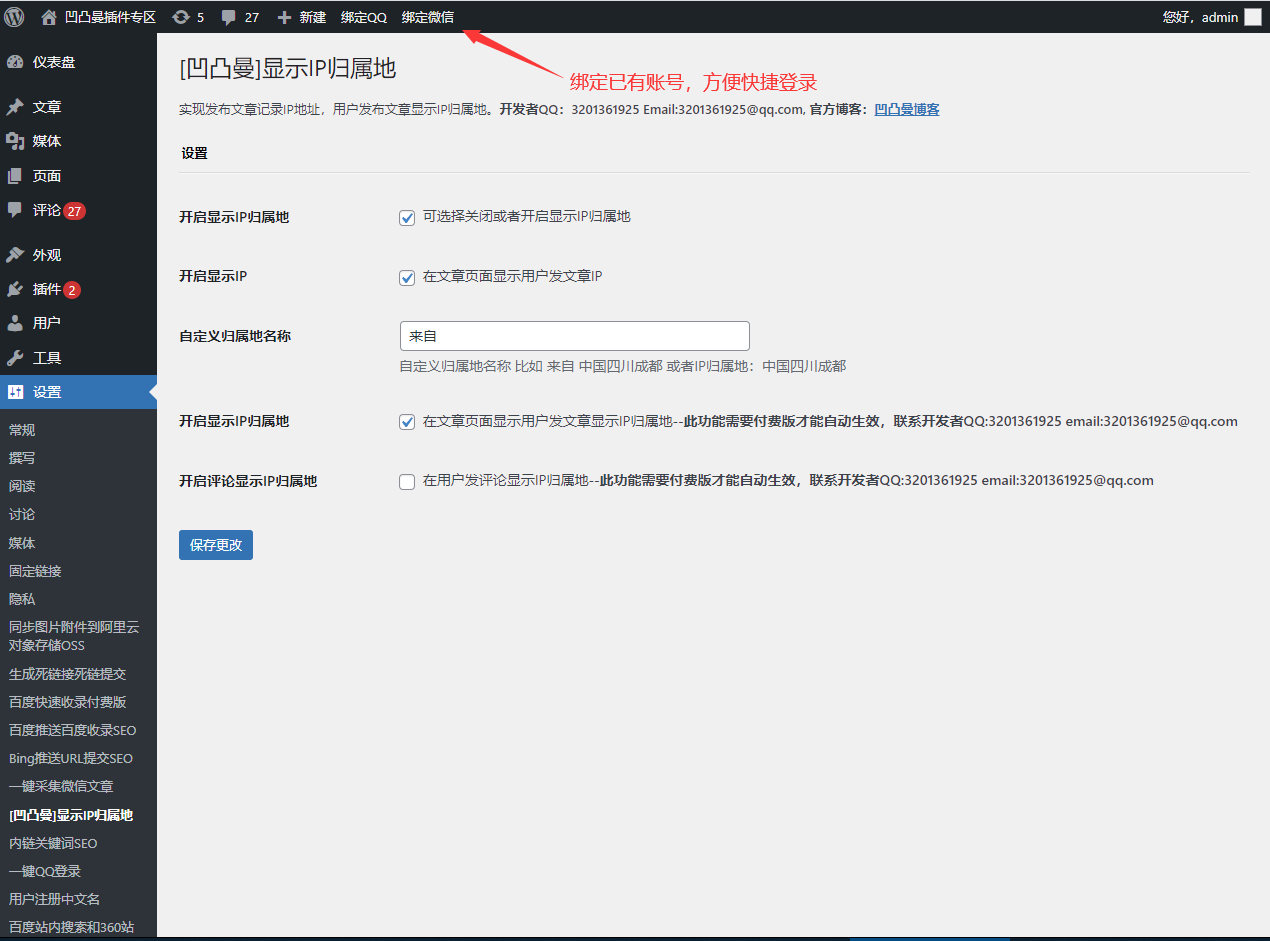 凹凸曼插件专区 5 27 新建 绑定QQ 绑定微信 您好，admin
仪表盘
文章
媒体
页面
评论 27
外观
插件 2
用户
工具
设置
常规
撰写
阅读
讨论
媒体
固定链接
隐私
同步图片附件到阿里云
对象存储OSS
生成死链接死链提交
百度快速收录付费版
百度推送百度收录SEO
Bing推送URL提交SEO
一键采集微信文章
[凹凸曼]显示IP归属地
内链关键词SEO
一键QQ登录
用户注册中文名
百度站内搜索和360站
[凹凸曼]显示IP归属地
绑定已有账号，方便快捷登录
实现发布文章记录IP地址，用户发布文章显示IP归属地。开发者QQ：3201361925 Email:3201361925@qq.com, 官方博客：凹凸曼博客
设置
开启显示IP归属地 可选择关闭或者开启显示IP归属地
开启显示IP 在文章页面显示用户发文章IP
自定义归属地名称 来自
自定义归属地名称 比如 来自 中国四川成都 或者IP归属地：中国四川成都
开启显示IP归属地 在文章页面显示用户发文章显示IP归属地--此功能需要付费版才能自动生效，联系开发者QQ:3201361925 email:3201361925@qq.com
开启评论显示IP归属地 在用户发评论显示IP归属地--此功能需要付费版才能自动生效，联系开发者QQ:3201361925 email:3201361925@qq.com
保存更改